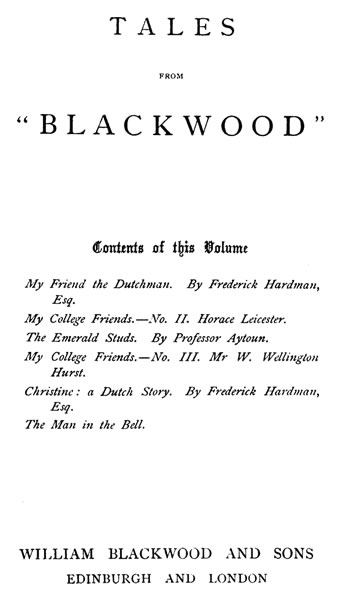 TALES
FROM
"BLACKWOOD"
Contents of this Volume
My Friend the Dutchman. By Frederick Hardman,
Esq.
My College Friends.—No. II. Horace Leicester.
The Emerald Studs. By Professor Aytoun.
My College Friends.—No. III. Mr W. Wellington
Hurst.
Christine: a Dutch Story. By Frederick Hardman,
Esq.
The Man in the Bell.
WILLIAM BLACKWOOD AND SONS
EDINBURGH AND LONDON